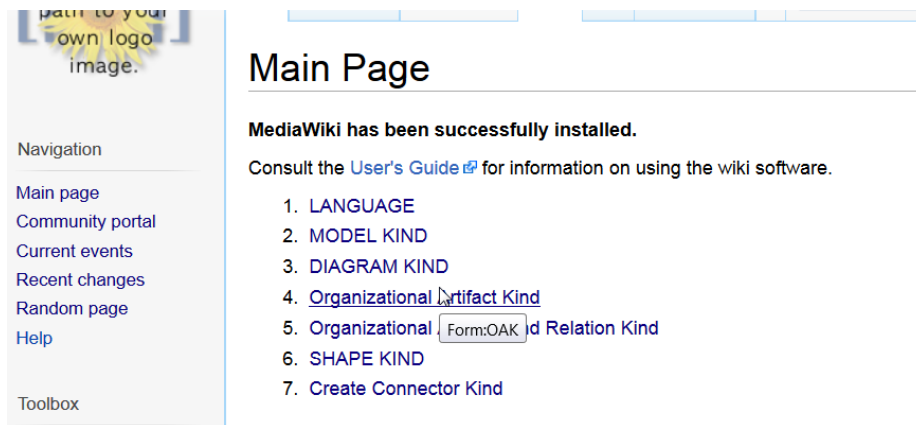 path to your
own logo
image.
Main Page
MediaWiki has been successfully installed.
Consult the User's Guide for information on using the wiki software.
Navigation
Main page
Community portal
Current events
Recent changes
Random page
Help
Toolbox
1. LANGUAGE
2. MODEL KIND
3. DIAGRAM KIND
4. Organizational Artifact Kind
5. Organizational Relation Kind
Form:OAK
6. SHAPE KIND
7. Create Connector Kind